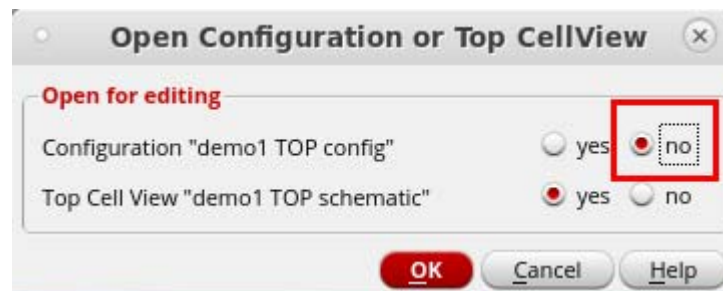 Open Configuration or Top CellView
Open for editing
Configuration "demo1 TOP config" yes no
Top Cell View "demo1 TOP schematic" yes no
OK Cancel Help